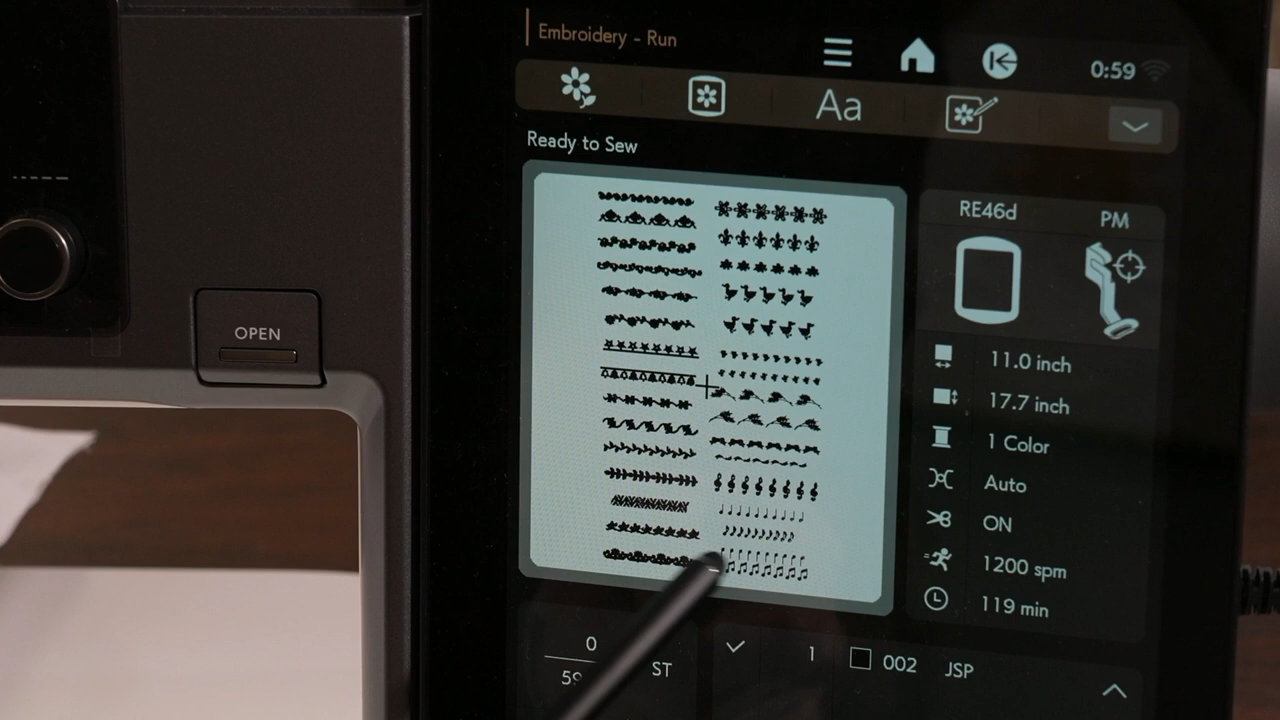 Embroidery - Run
0:59
Aa
Ready to Sew
RE46d PM
OPEN
11.0 inch
17.7 inch
1 Color
Auto
ON
1200 spm
119 min
0
ST
1 002 JSP